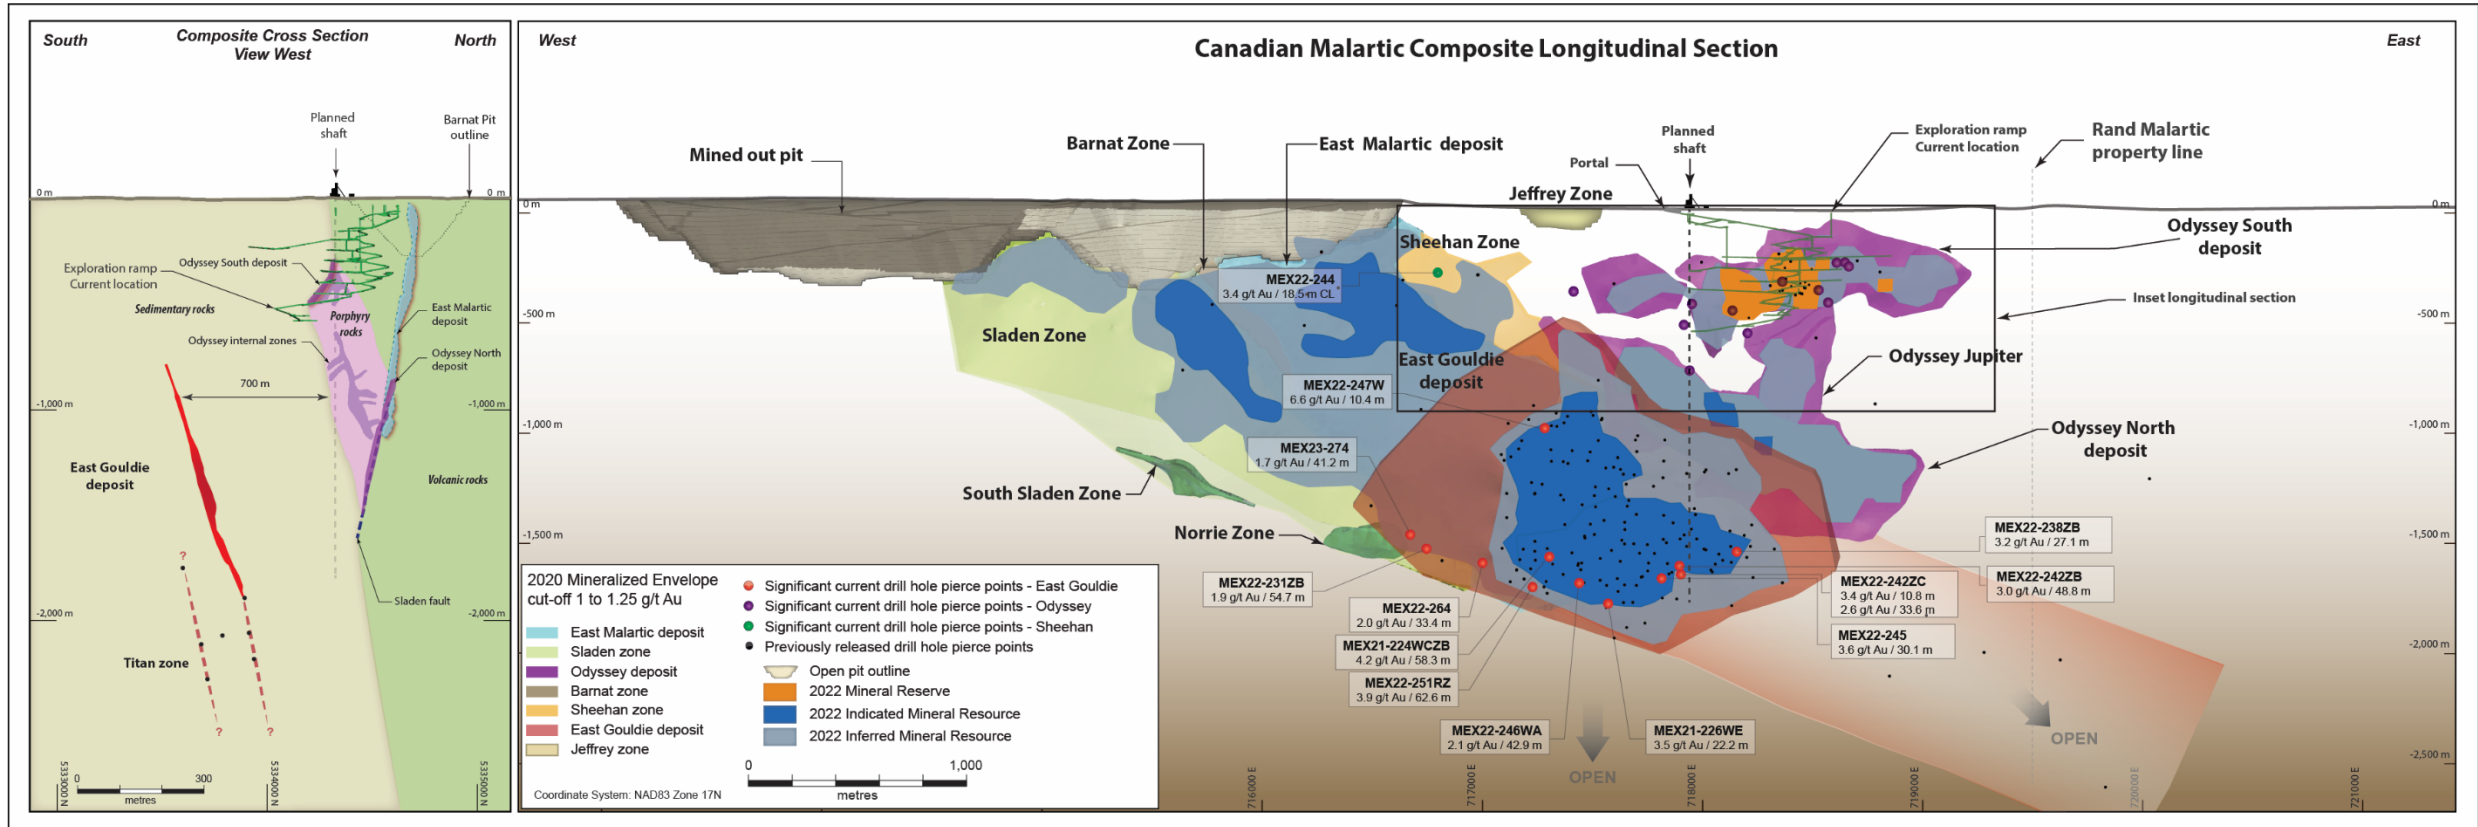 South
Composite Cross Section
View West
North
Planned
shaft
Barnat Pit
outline
0 m
0 m
Exploration ramp
Current location
Odyssey South deposit
Sedimentary rocks
Porphyry
rocks
East Malartic
deposit
Odyssey internal zones
Odyssey North
deposit
700 m
-1,000 m
-1,000 m
East Gouldie
deposit
Volcanic rocks
?
Sladen fault
-2,000 m
-2,000 m
Titan zone
?
?
0
300
metres
5333000 N
5334000 N
5335000 N
West
Canadian Malartic Composite Longitudinal Section
East
Mined out pit
Barnat Zone
East Malartic deposit
Portal
Planned
shaft
Exploration ramp
Current location
Rand Malartic
property line
Jeffrey Zone
0 m
0 m
Sheehan Zone
Odyssey South
deposit
MEX22-244
3.4 g/t Au / 18.5 m CL
Inset longitudinal section
-500 m
-500 m
Sladen Zone
East Gouldie
deposit
Odyssey Jupiter
MEX22-247W
6.6 g/t Au / 10.4 m
-1,000 m
-1,000 m
Odyssey North
deposit
MEX23-274
1.7 g/t Au / 41.2 m
South Sladen Zone
Norrie Zone
-1,500 m
-1,500 m
MEX22-238ZB
3.2 g/t Au / 27.1 m
MEX22-231ZB
1.9 g/t Au / 54.7 m
MEX22-242ZC
3.4 g/t Au / 10.8 m
2.6 g/t Au / 33.6 m
MEX22-242ZB
3.0 g/t Au / 48.8 m
MEX22-264
2.0 g/t Au / 33.4 m
MEX22-245
3.6 g/t Au / 30.1 m
MEX21-224WCZB
4.2 g/t Au / 58.3 m
-2,000 m
MEX22-251RZ
3.9 g/t Au / 62.6 m
MEX22-246WA
2.1 g/t Au / 42.9 m
MEX21-226WE
3.5 g/t Au / 22.2 m
OPEN
OPEN
-2,500 m
716000 E
717000 E
718000 E
719000 E
720000 E
721000 E
2020 Mineralized Envelope
cut-off 1 to 1.25 g/t Au
East Malartic deposit
Sladen zone
Odyssey deposit
Barnat zone
Sheehan zone
East Gouldie deposit
Jeffrey zone
Significant current drill hole pierce points - East Gouldie
Significant current drill hole pierce points - Odyssey
Significant current drill hole pierce points - Sheehan
Previously released drill hole pierce points
Open pit outline
2022 Mineral Reserve
2022 Indicated Mineral Resource
2022 Inferred Mineral Resource
0
1,000
metres
Coordinate System: NAD83 Zone 17N